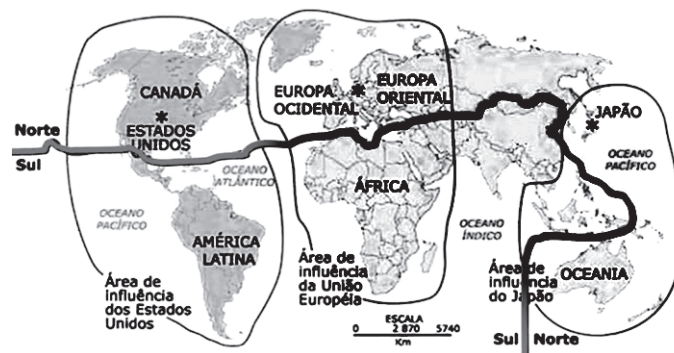 CANADÁ
ESTADOS
UNIDOS
Norte
Sul
OCEANO
ATLÂNTICO
OCEANO
PACÍFICO
AMÉRICA
LATINA
Área de
influência
dos Estados
Unidos
EUROPA
OCIDENTAL
EUROPA
ORIENTAL
ÁFRICA
Área de
influência
da União
Européia
OCEANO
ÍNDICO
JAPÃO
OCEANO
PACÍFICO
OCEANIA
Área de
influência
do Japão
ESCALA
0 2 870 5740
Km
Sul Norte